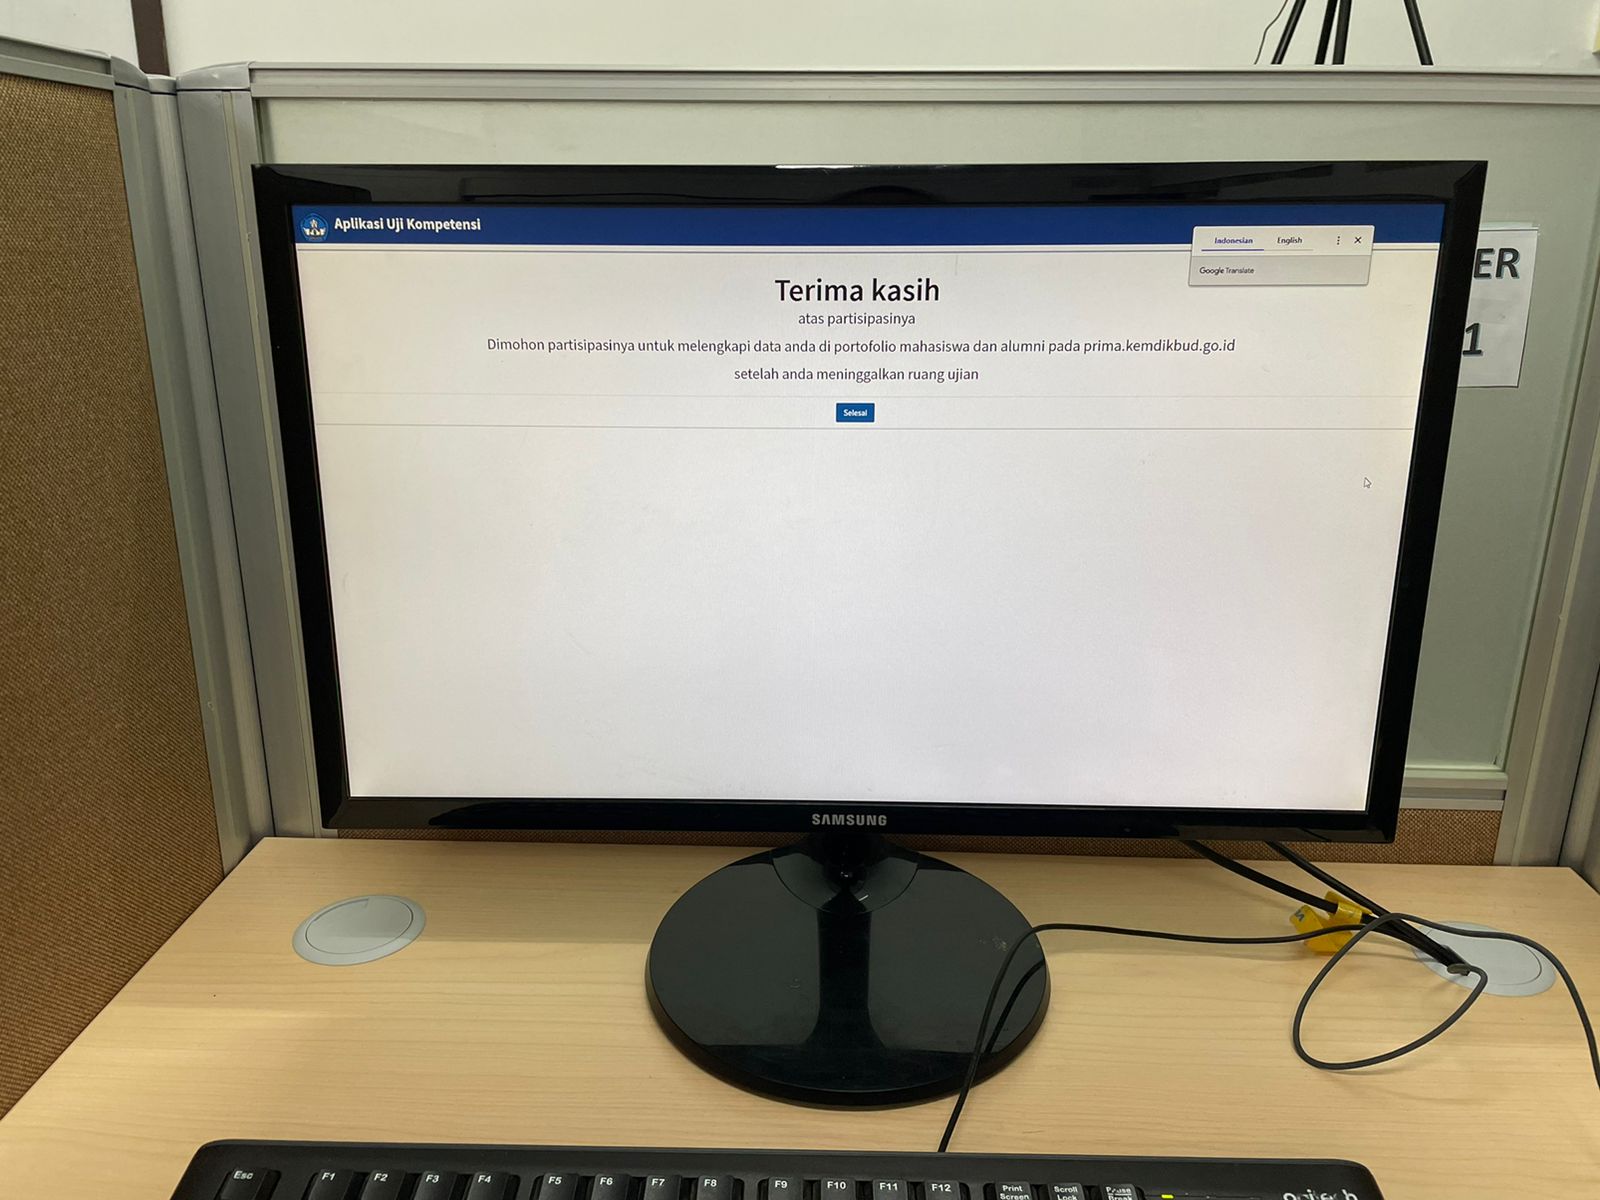 Aplikasi Uji Kompetensi
Indonesian English
Google Translate
Terima kasih
atas partisipasinya
Dimohon partisipasinya untuk melengkapi data anda di portofolio mahasiswa dan alumni pada prima.kemdikbud.go.id
setelah anda meninggalkan ruang ujian
Selesai
ER
1
SAMSUNG
Esc F1 F2 F3 F4 F5 F6 F7 F8 F9 F10 F11 F12 Print Screen Scroll Lock Pause Break